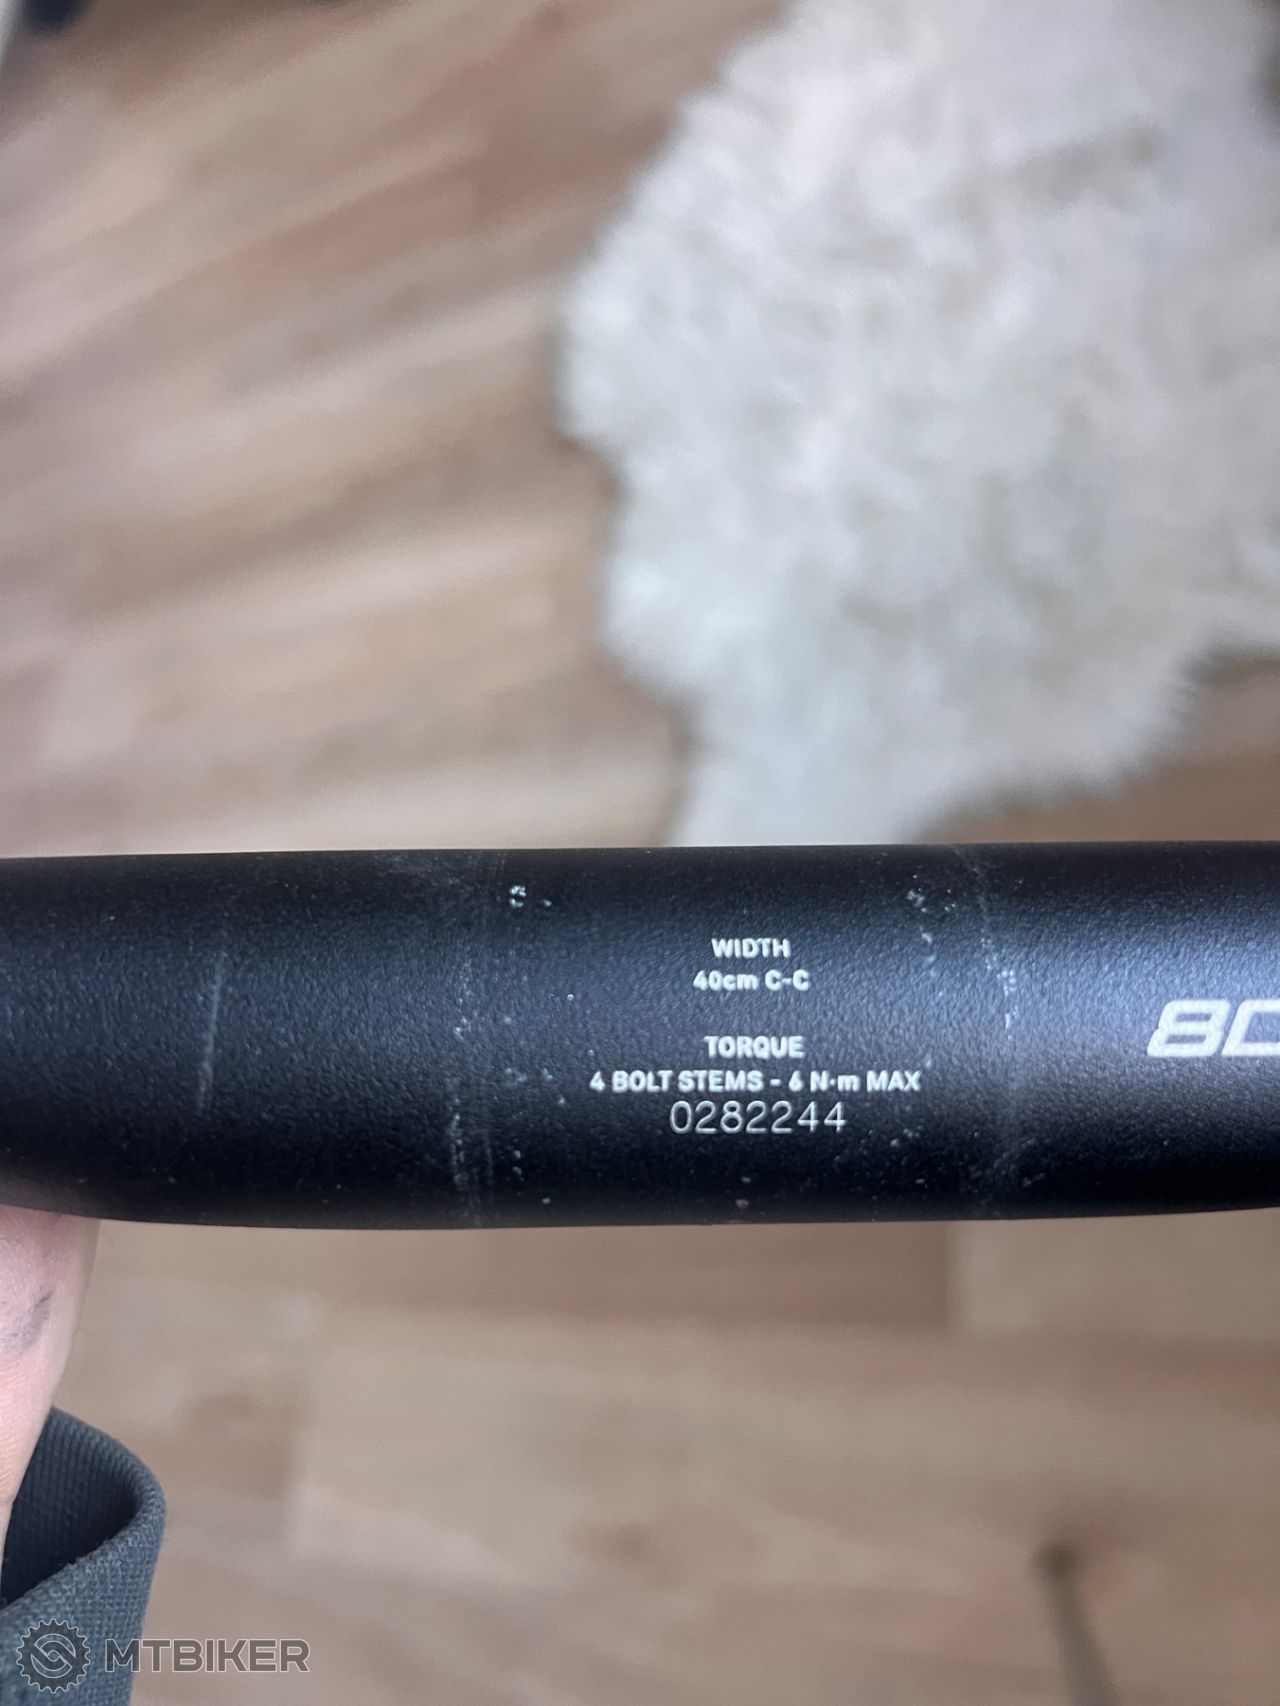 WIDTH
40cm C-C
TORQUE
4 BOLT STEMS - 6 N·m MAX
0282244
MTBIKER